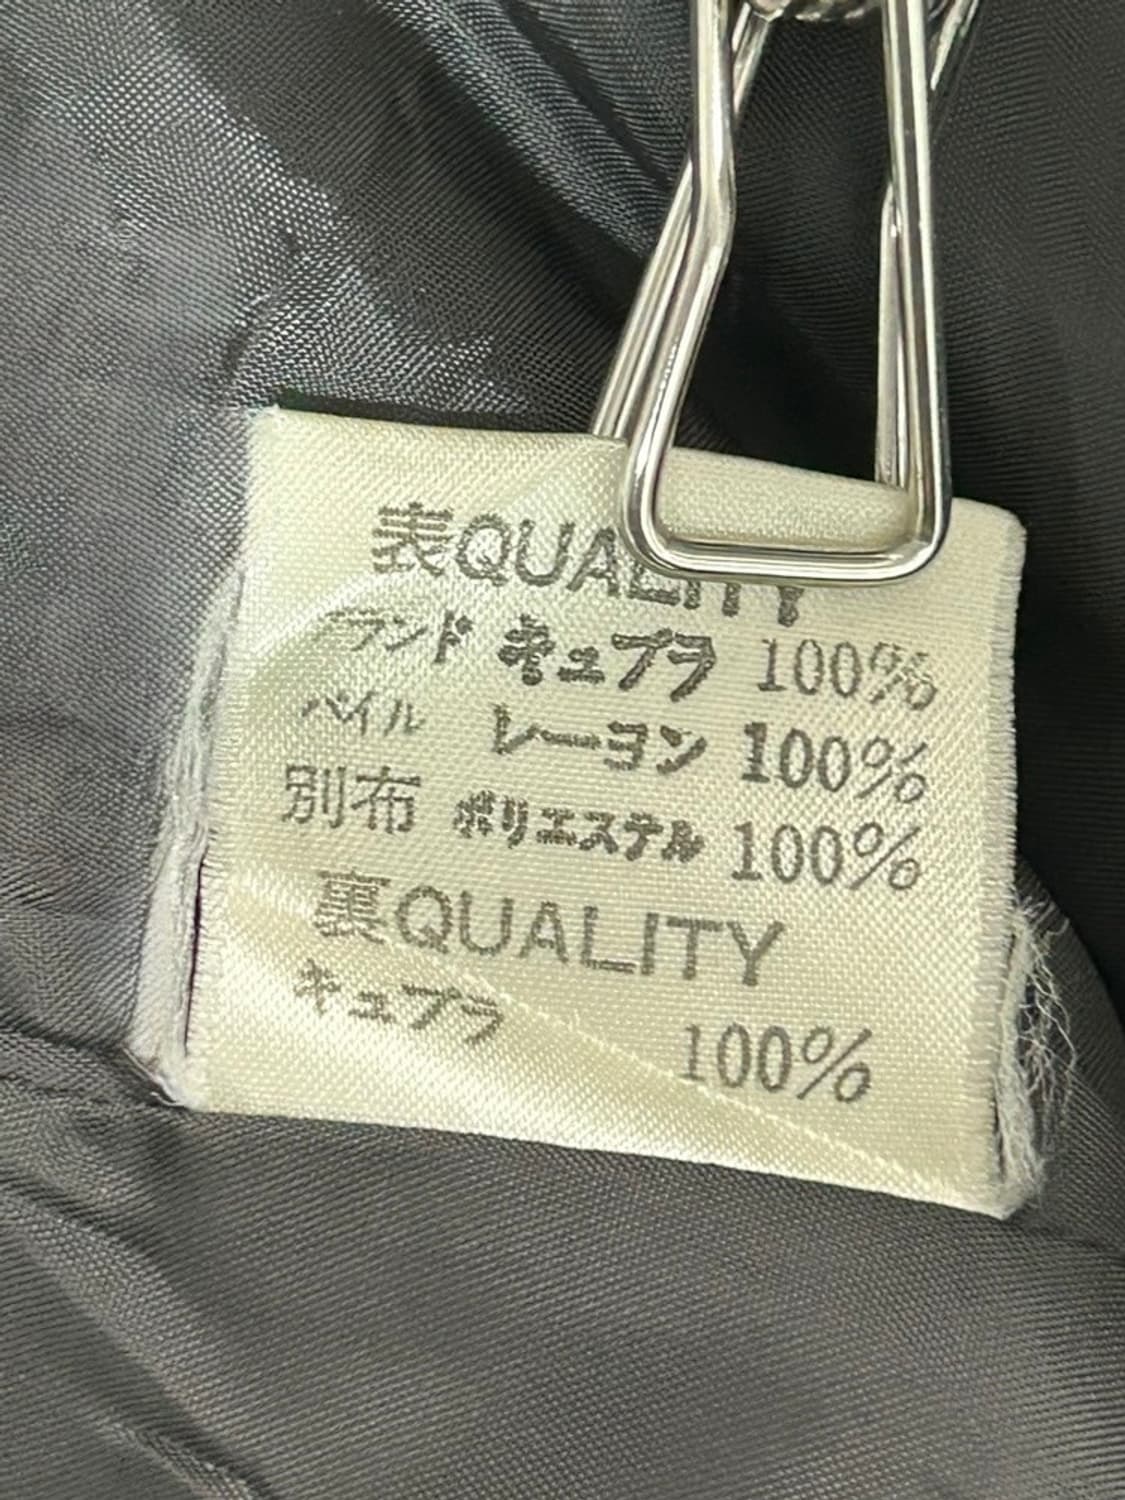 表QUALITY
グランド キュプラ 100%
パイル レーヨン 100%
別布 ポリエステル 100%
裏QUALITY
キュプラ 100%